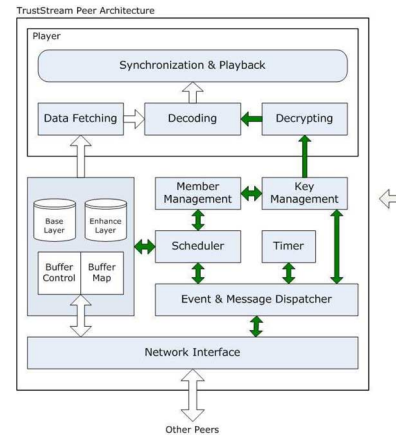 TrustStream Peer Architecture
Player
Synchronization & Playback
Data Fetching
Decoding
Decrypting
Member
Management
Key
Management
Base
Layer
Enhance
Layer
Scheduler
Timer
Buffer
Control
Buffer
Map
Event & Message Dispatcher
Network Interface
Other Peers